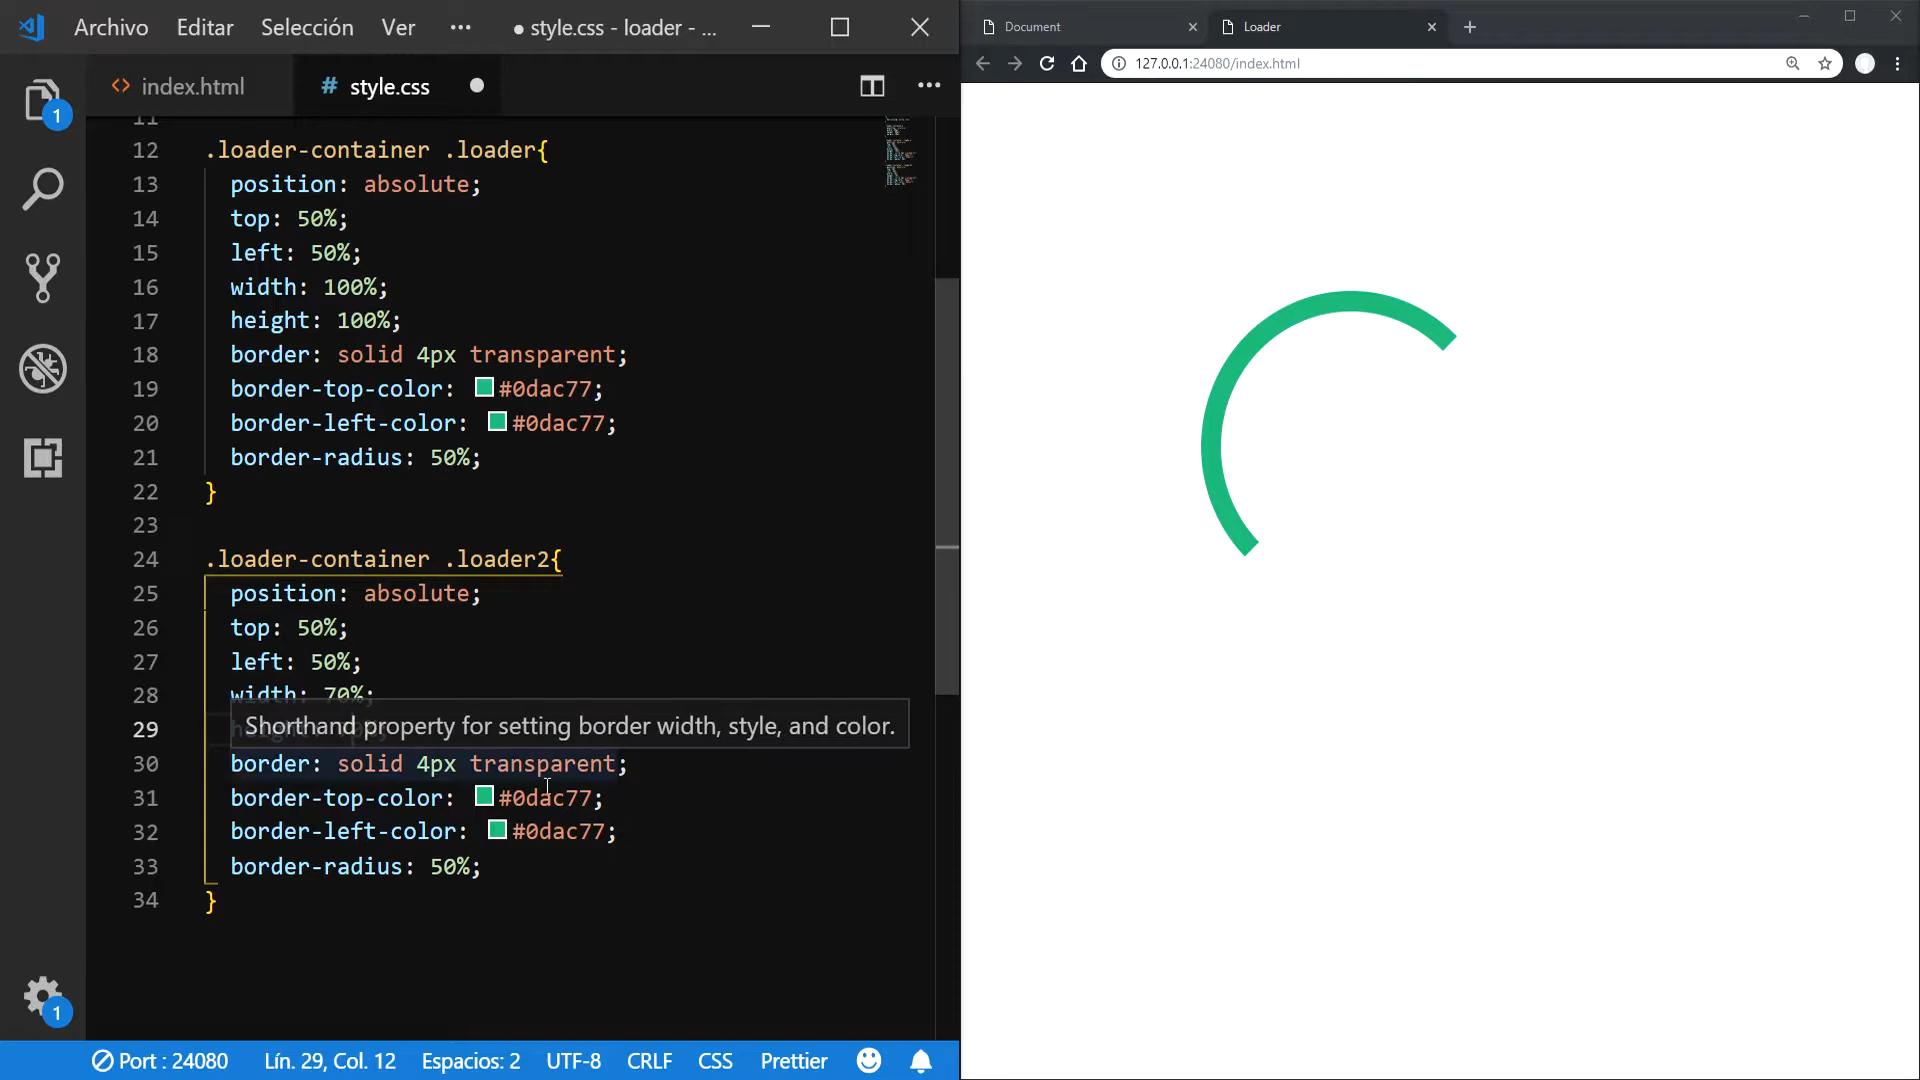 Archivo Editar Selección Ver ··· ● style.css - loader - ...
index.html
# style.css ●
Document
Loader
127.0.0.1:24080/index.html
1
11
12 .loader-container .loader{
13 position: absolute;
14 top: 50%;
15 left: 50%;
16 width: 100%;
17 height: 100%;
18 border: solid 4px transparent;
19 border-top-color: #0dac77;
20 border-left-color: #0dac77;
21 border-radius: 50%;
22 }
23
24 .loader-container .loader2{
25 position: absolute;
26 top: 50%;
27 left: 50%;
28 width: 70%;
29
Shorthand property for setting border width, style, and color.
30 border: solid 4px transparent;
31 border-top-color: #0dac77;
32 border-left-color: #0dac77;
33 border-radius: 50%;
34 }
1
Port : 24080 Lín. 29, Col. 12 Espacios: 2 UTF-8 CRLF CSS Prettier